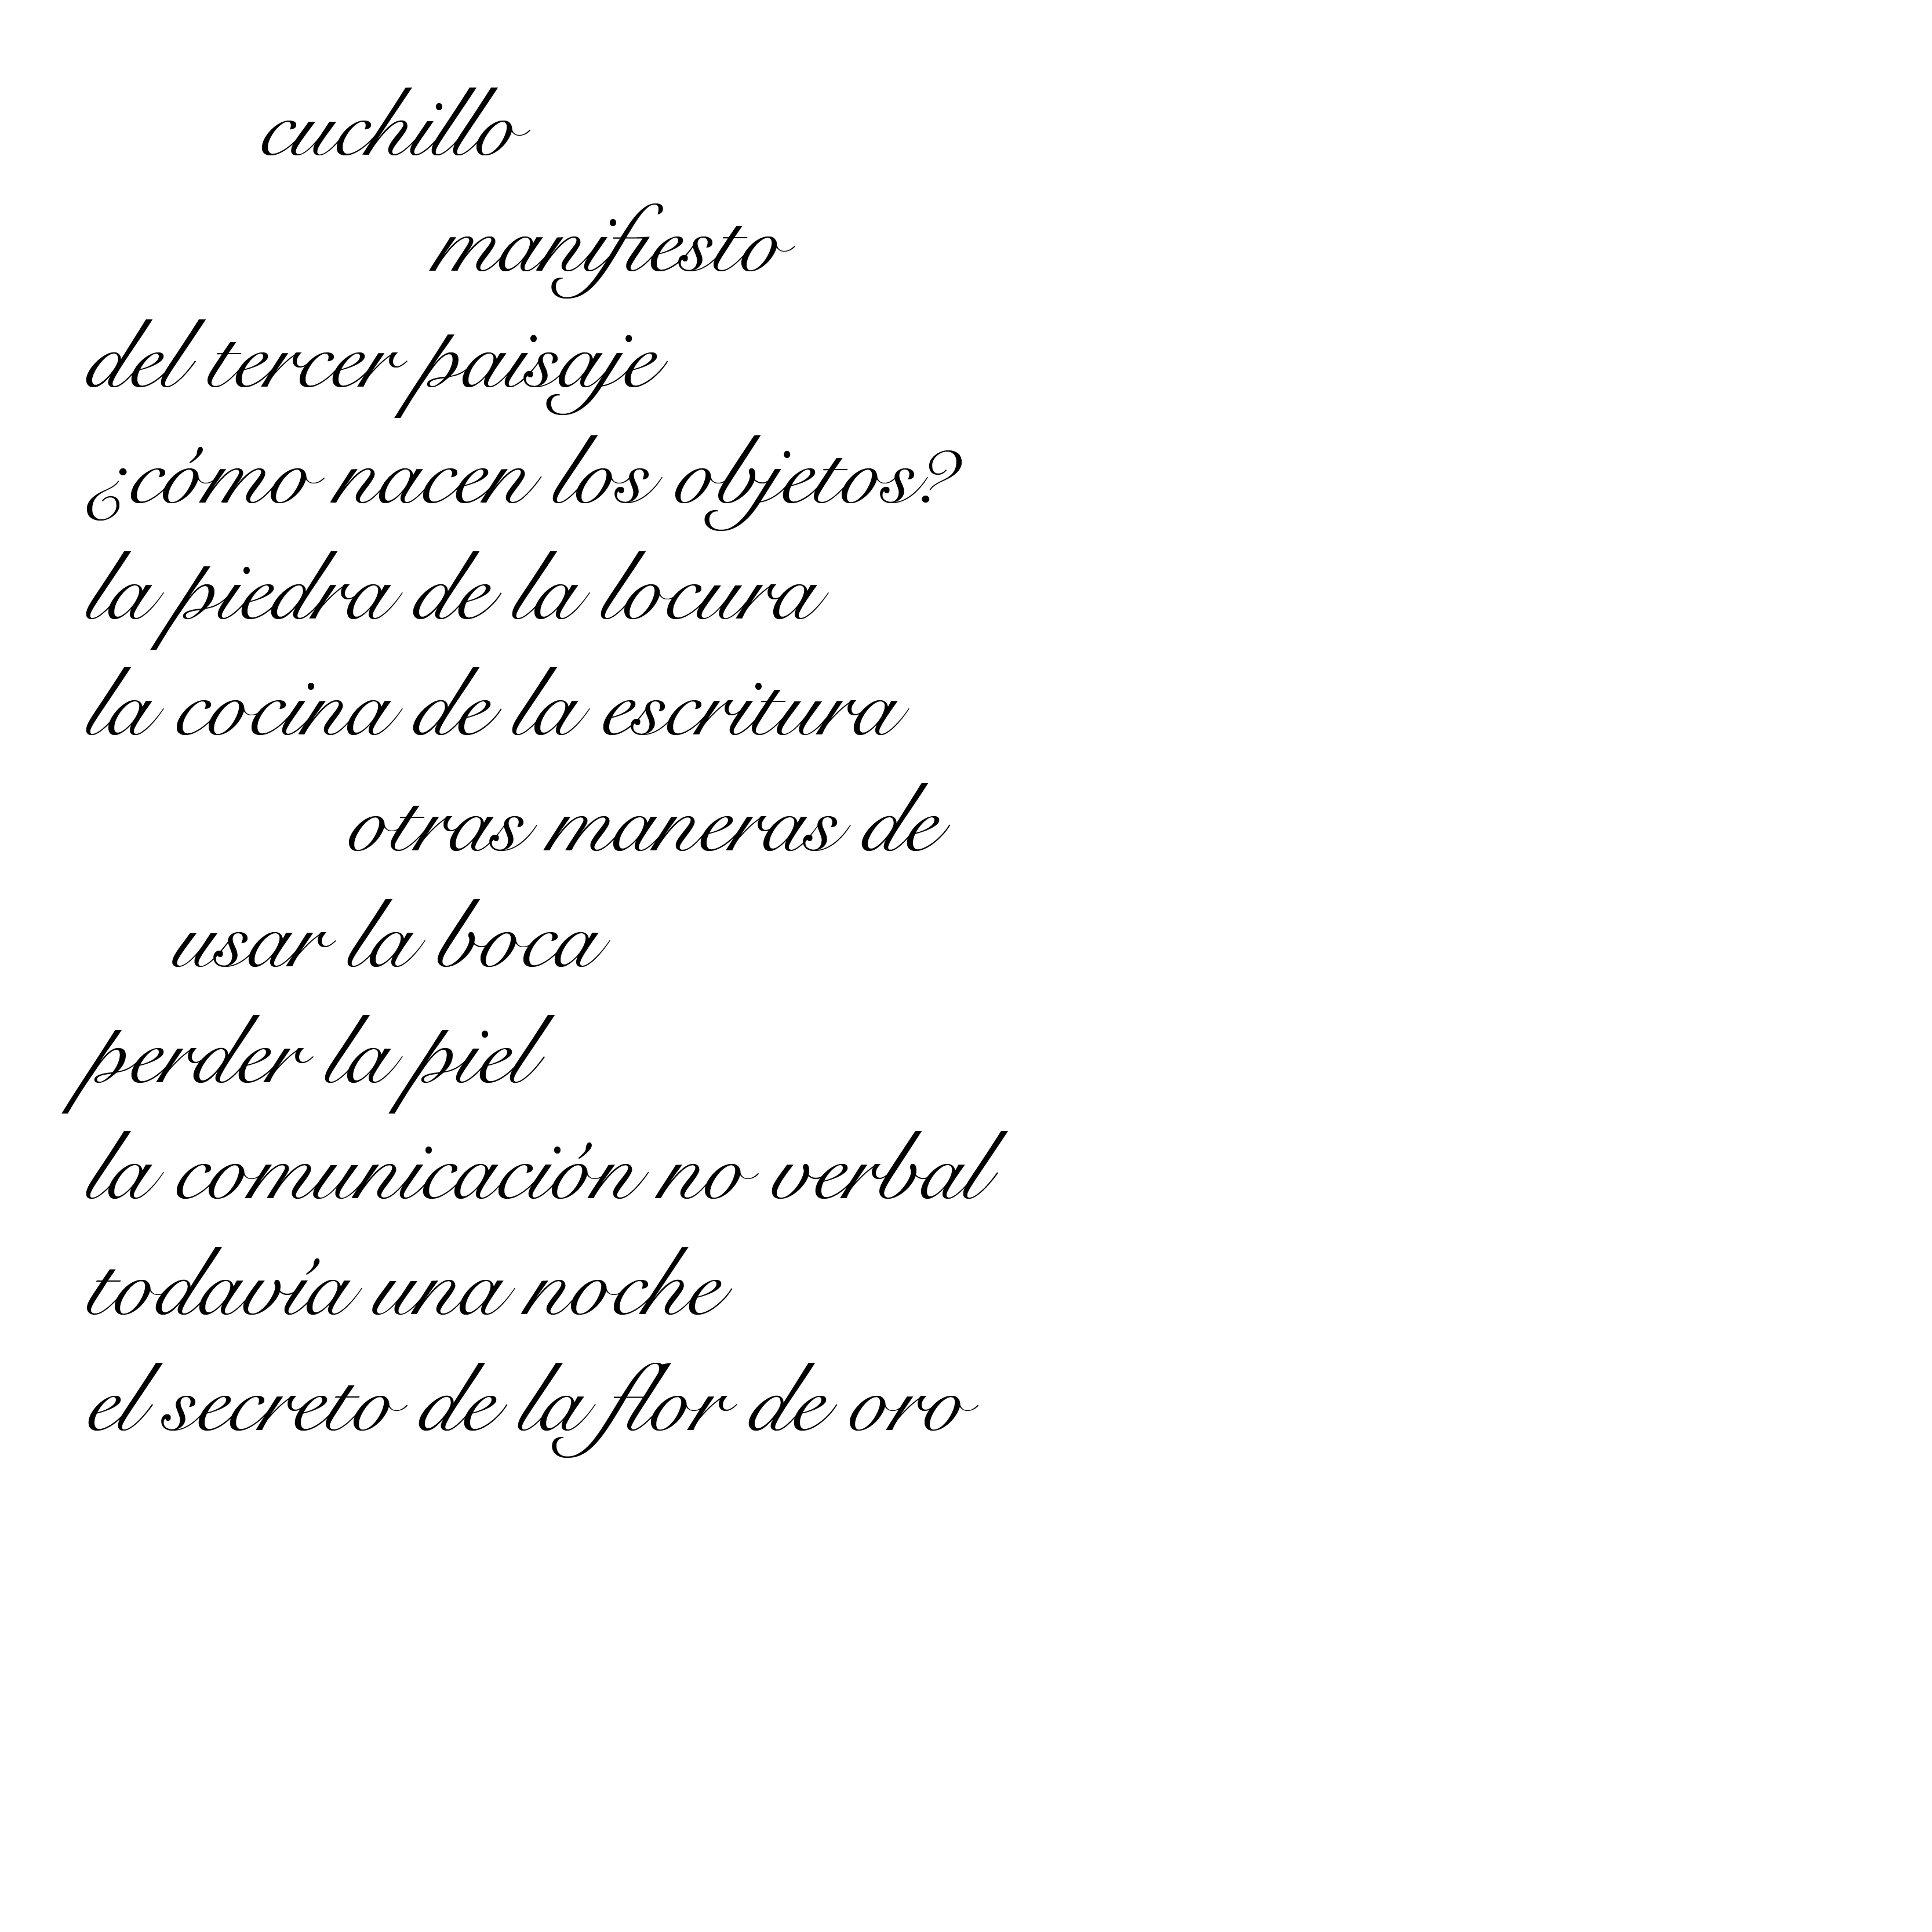 cuchillo
manifiesto
del tercer paisaje
¿cómo nacen los objetos?
la piedra de la locura
la cocina de la escritura
otras maneras de
usar la boca
perder la piel
la comunicación no verbal
todavía una noche
el secreto de la flor de oro